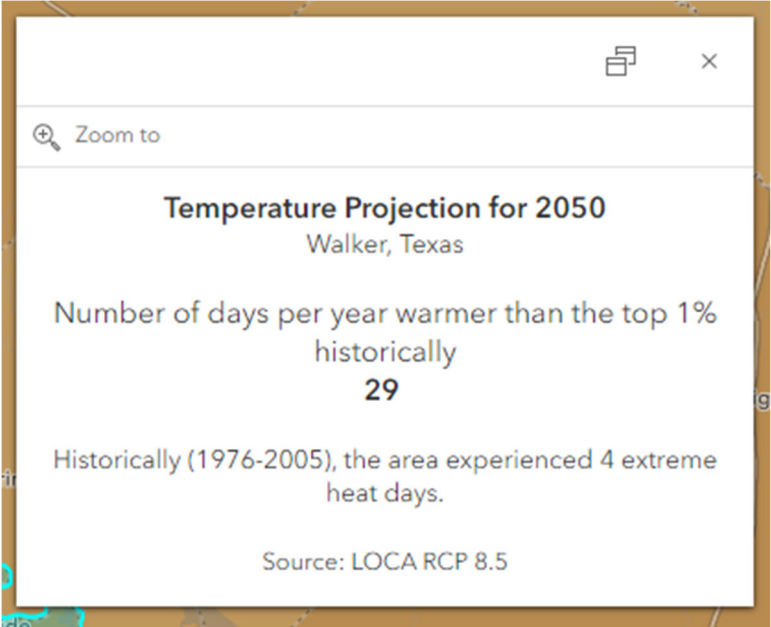 Zoom to
Temperature Projection for 2050
Walker, Texas
Number of days per year warmer than the top 1%
historically
29
Historically (1976-2005), the area experienced 4 extreme
heat days.
Source: LOCA RCP 8.5